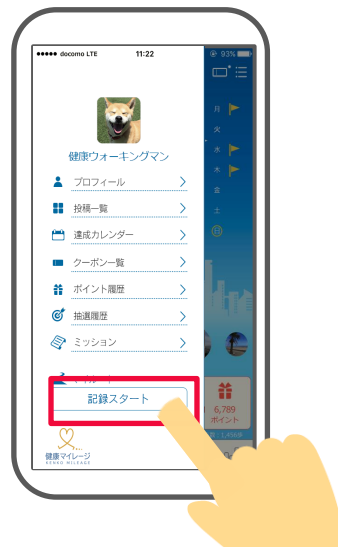 docomo LTE 11:22 93%
健康ウォーキングマン
プロフィール
投稿一覧
達成カレンダー
クーポン一覧
ポイント履歴
抽選履歴
ミッション
記録スタート
健康マイレージ
KENKO MILEAGE
月
火
水
木
金
土
日
6,789
ポイント